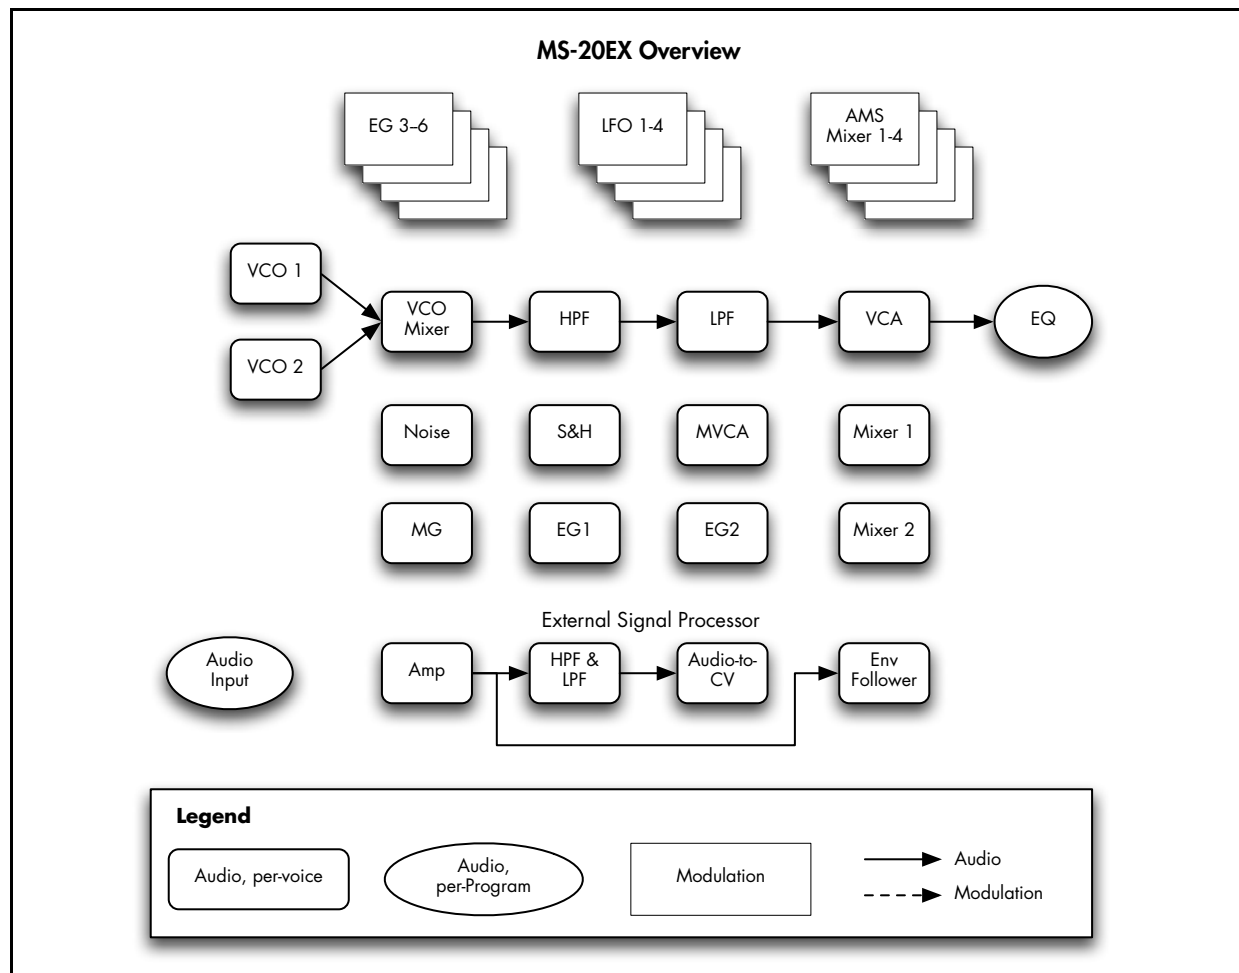 MS-20EX Overview
EG 3–6
LFO 1-4
AMS
Mixer 1-4
VCO 1
VCO 2
VCO
Mixer
HPF
LPF
VCA
EQ
Noise
S&H
MVCA
Mixer 1
MG
EG1
EG2
Mixer 2
External Signal Processor
Audio
Input
Amp
HPF &
LPF
Audio-to-
CV
Env
Follower
Legend
Audio, per-voice
Audio,
per-Program
Modulation
Audio
Modulation